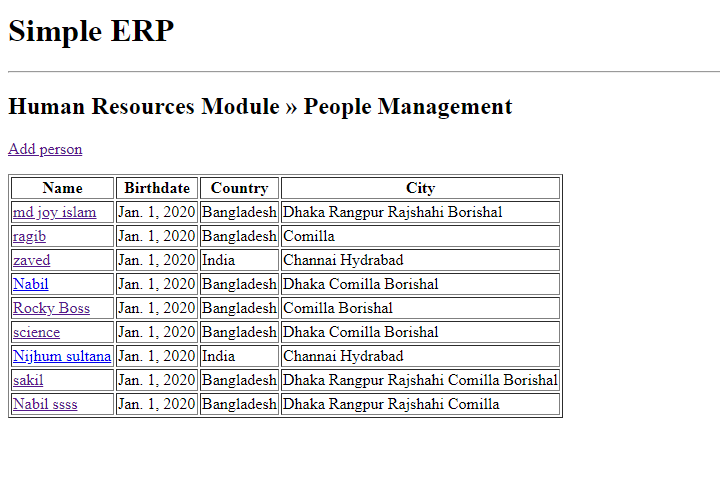 Simple ERP
Human Resources Module » People Management
Add person
Name Birthdate Country City
md joy islam Jan. 1, 2020 Bangladesh Dhaka Rangpur Rajshahi Borishal
ragib Jan. 1, 2020 Bangladesh Comilla
zaved Jan. 1, 2020 India Channai Hydrabad
Nabil Jan. 1, 2020 Bangladesh Dhaka Comilla Borishal
Rocky Boss Jan. 1, 2020 Bangladesh Comilla Borishal
science Jan. 1, 2020 Bangladesh Dhaka Comilla Borishal
Nijhum sultana Jan. 1, 2020 India Channai Hydrabad
sakil Jan. 1, 2020 Bangladesh Dhaka Rangpur Rajshahi Comilla Borishal
Nabil ssss Jan. 1, 2020 Bangladesh Dhaka Rangpur Rajshahi Comilla